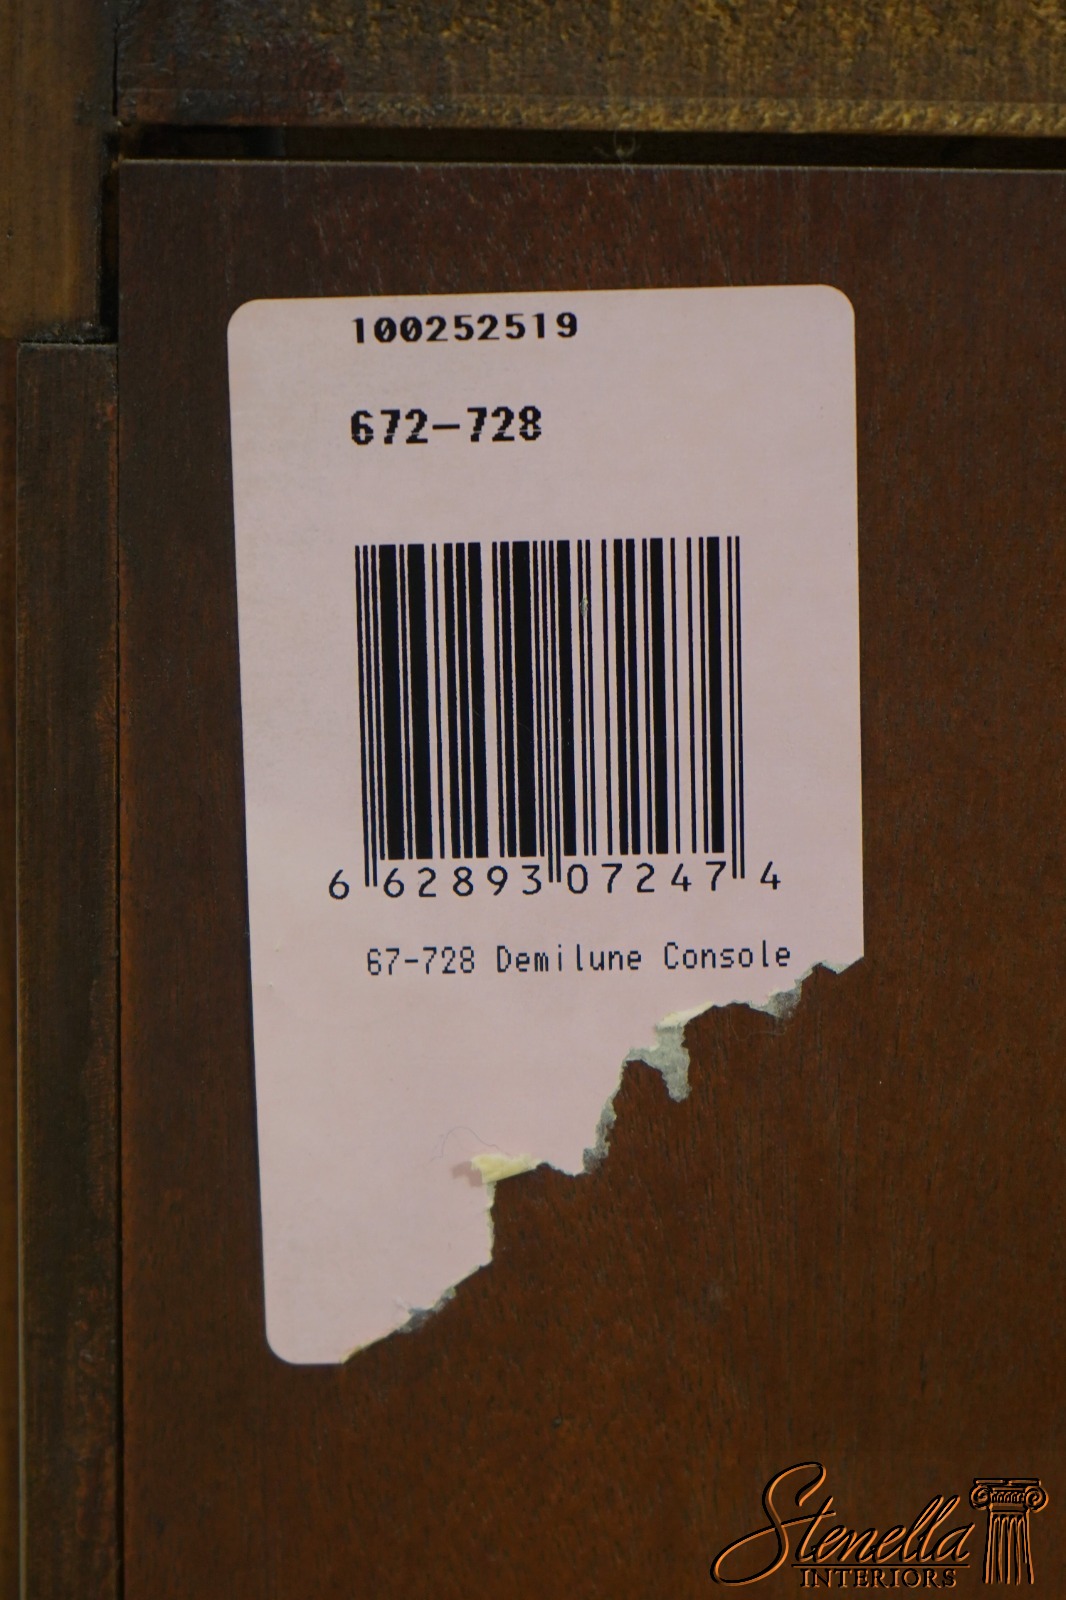 100252519
672-728
6 62893 07247 4
67-728 Demilune Console
Stenella
INTERIORS